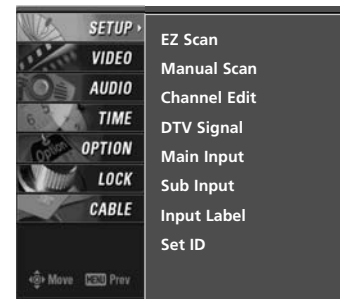 SETUP
VIDEO
AUDIO
TIME
OPTION
LOCK
CABLE
Move MENU Prev
EZ Scan
Manual Scan
Channel Edit
DTV Signal
Main Input
Sub Input
Input Label
Set ID